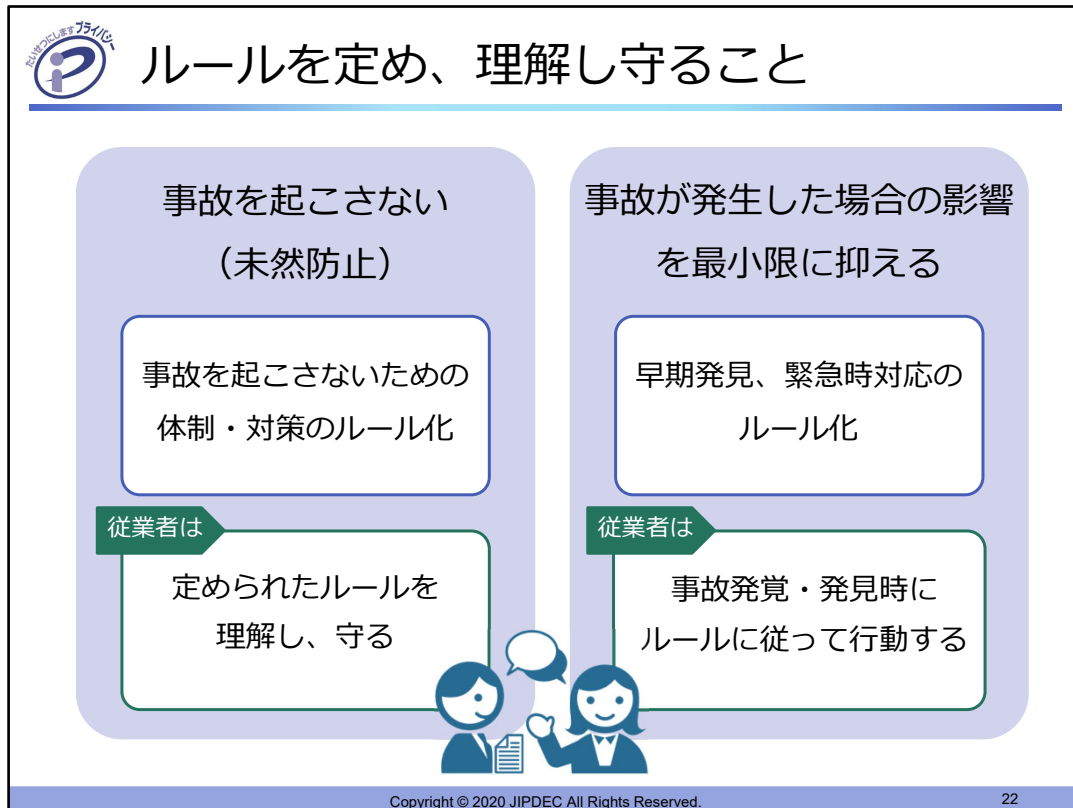 たいせつにしますプライバシー
ルールを定め、理解し守ること
事故を起こさない
（未然防止）
事故を起こさないための
体制・対策のルール化
従業者は
定められたルールを
理解し、守る
事故が発生した場合の影響
を最小限に抑える
早期発見、緊急時対応の
ルール化
従業者は
事故発覚・発見時に
ルールに従って行動する
Copyright © 2020 JIPDEC All Rights Reserved.
22